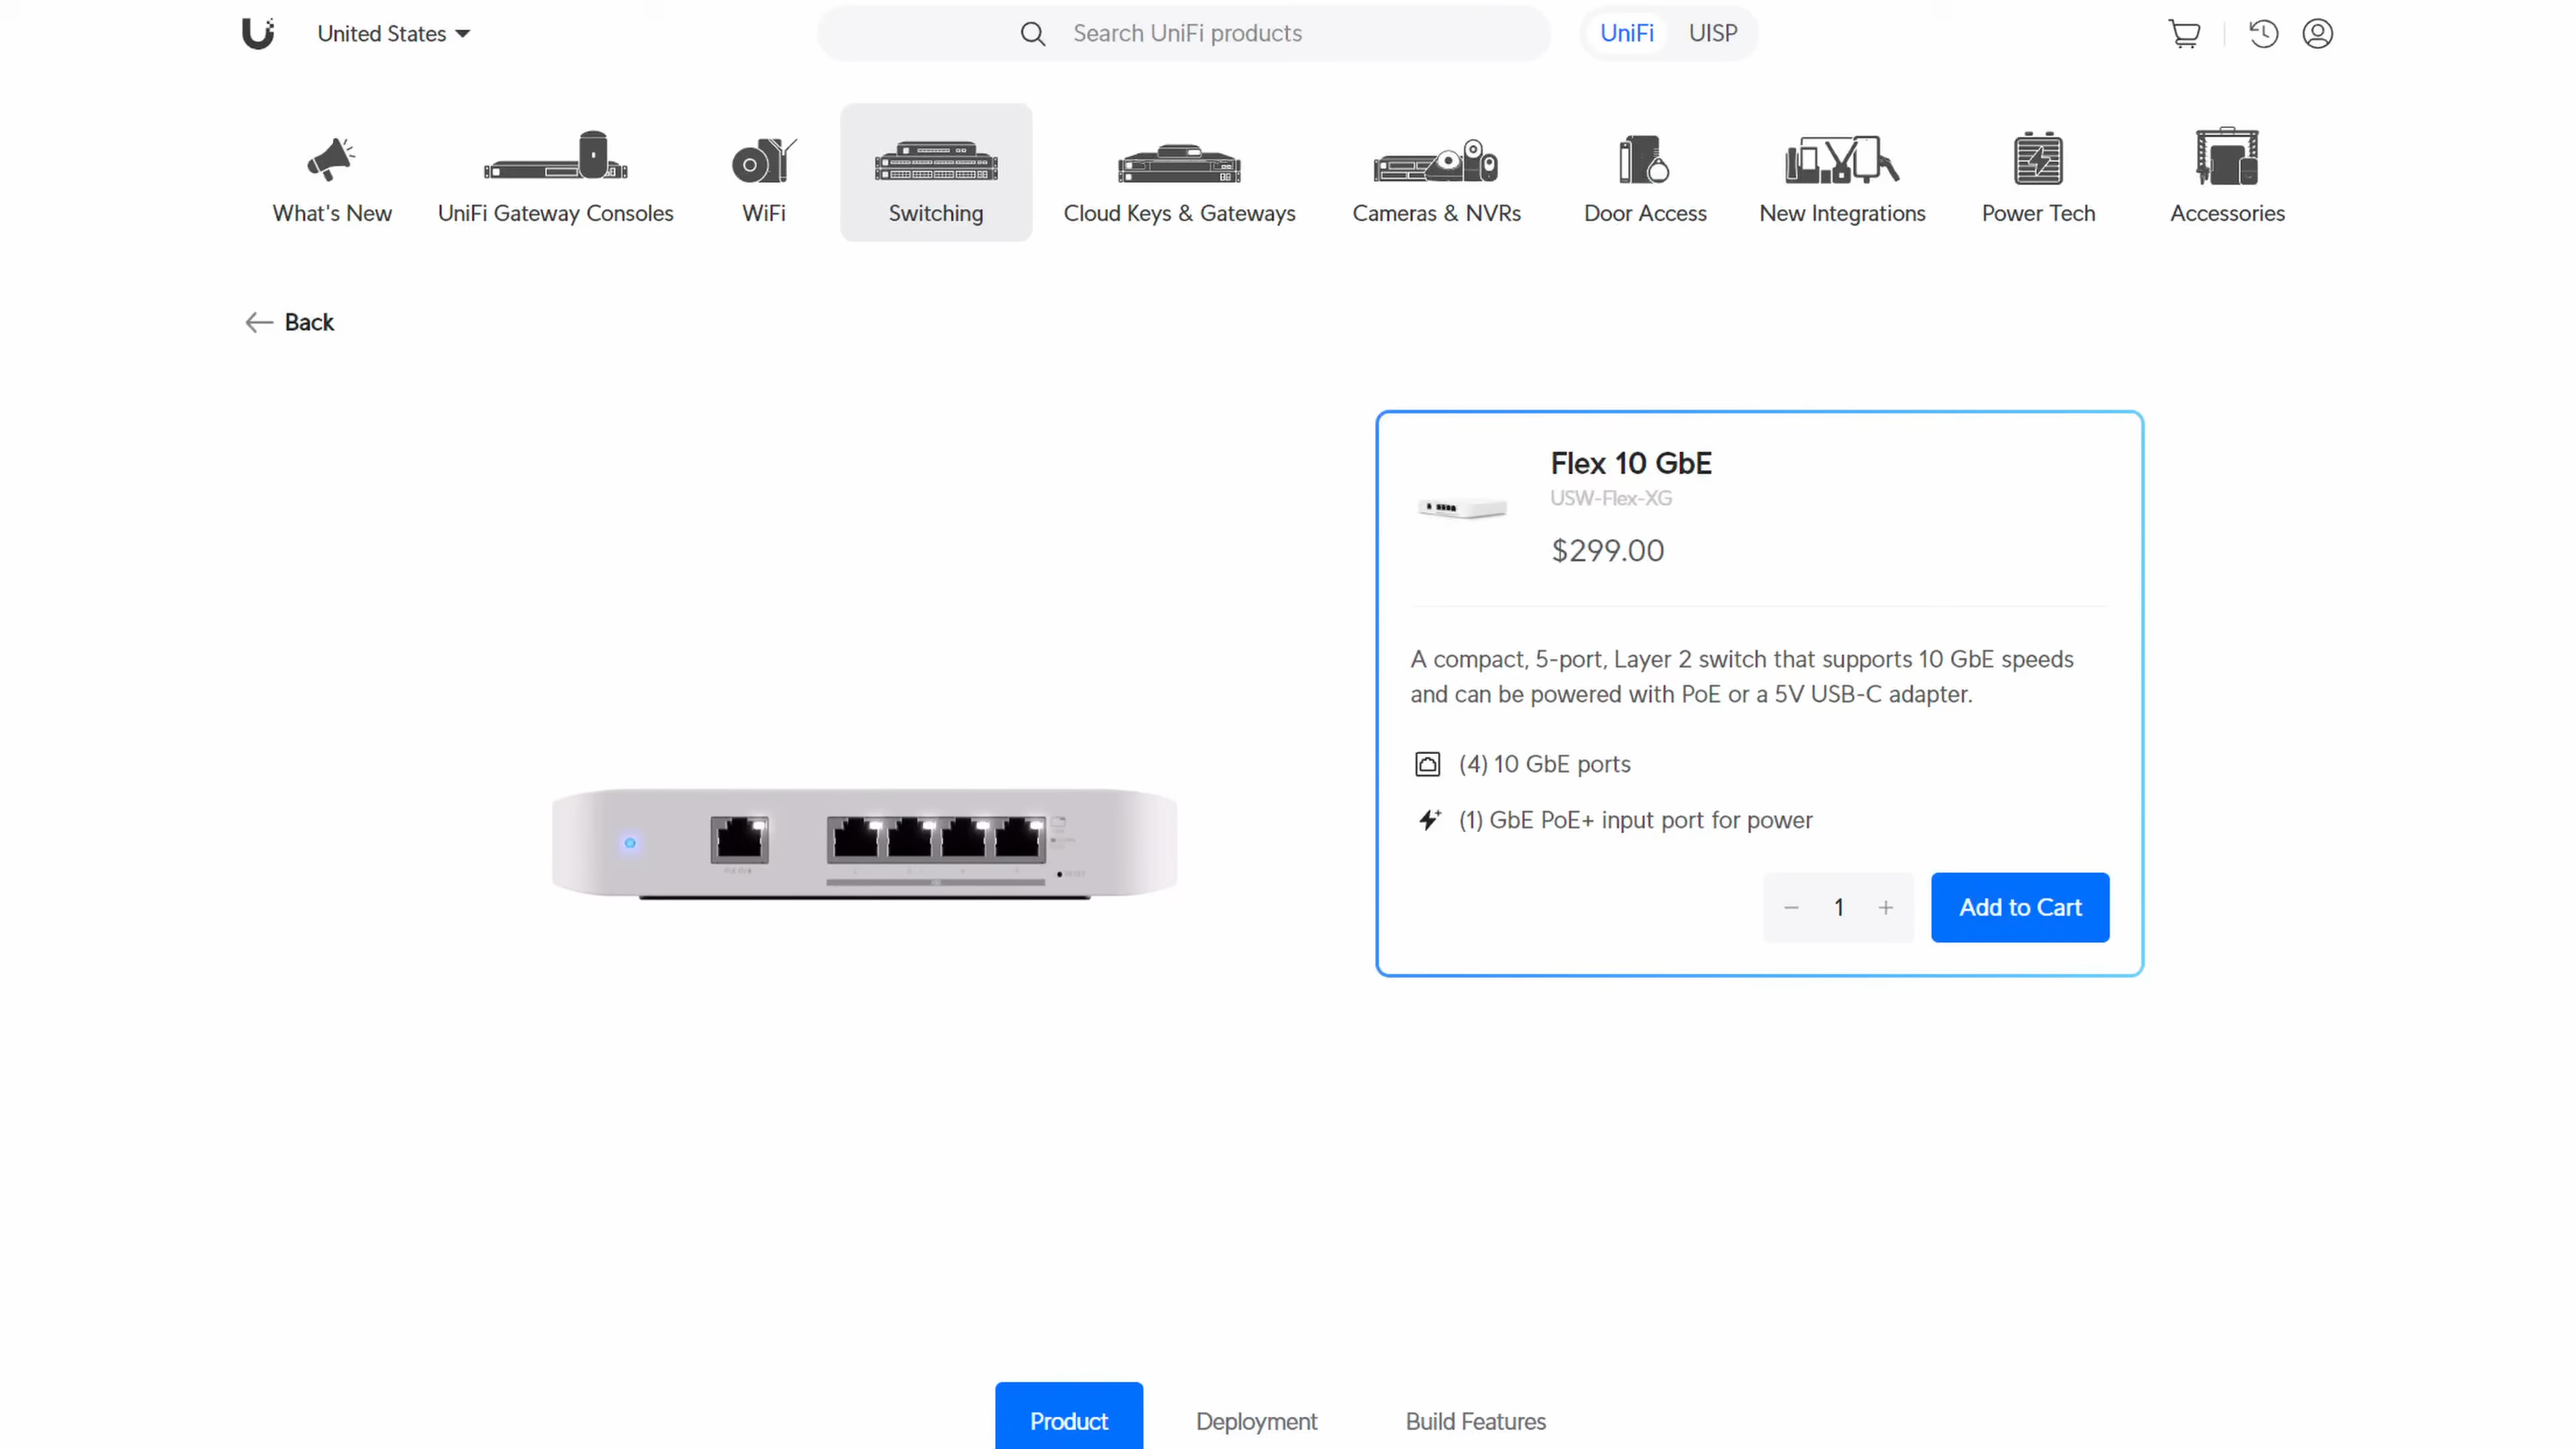 United States
Search UniFi products
UniFi
UISP
What's New
UniFi Gateway Consoles
WiFi
Switching
Cloud Keys & Gateways
Cameras & NVRs
Door Access
New Integrations
Power Tech
Accessories
Back
Flex 10 GbE
USW-Flex-XG
$299.00
A compact, 5-port, Layer 2 switch that supports 10 GbE speeds
and can be powered with PoE or a 5V USB-C adapter.
(4) 10 GbE ports
(1) GbE PoE+ input port for power
− 1 +
Add to Cart
Product
Deployment
Build Features